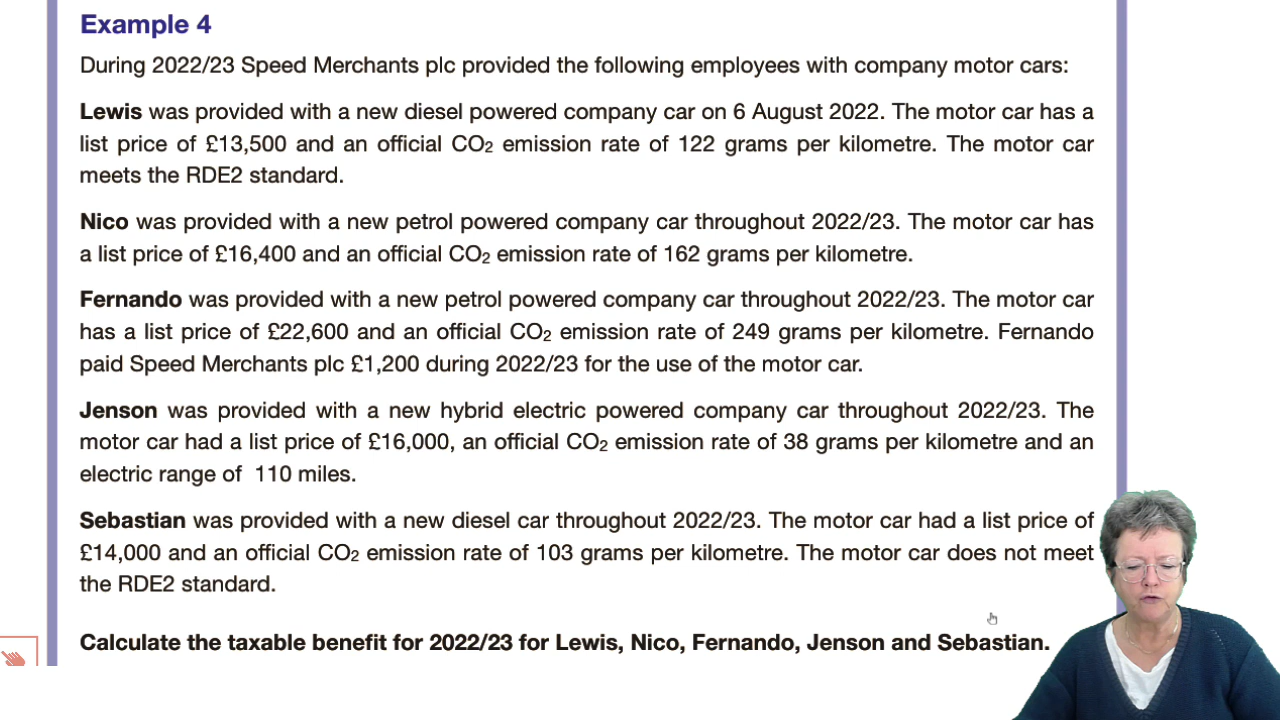 Example 4
During 2022/23 Speed Merchants plc provided the following employees with company motor cars:
Lewis was provided with a new diesel powered company car on 6 August 2022. The motor car has a
list price of £13,500 and an official CO₂ emission rate of 122 grams per kilometre. The motor car
meets the RDE2 standard.
Nico was provided with a new petrol powered company car throughout 2022/23. The motor car has
a list price of £16,400 and an official CO₂ emission rate of 162 grams per kilometre.
Fernando was provided with a new petrol powered company car throughout 2022/23. The motor car
has a list price of £22,600 and an official CO₂ emission rate of 249 grams per kilometre. Fernando
paid Speed Merchants plc £1,200 during 2022/23 for the use of the motor car.
Jenson was provided with a new hybrid electric powered company car throughout 2022/23. The
motor car had a list price of £16,000, an official CO₂ emission rate of 38 grams per kilometre and an
electric range of 110 miles.
Sebastian was provided with a new diesel car throughout 2022/23. The motor car had a list price of
£14,000 and an official CO₂ emission rate of 103 grams per kilometre. The motor car does not meet
the RDE2 standard.
Calculate the taxable benefit for 2022/23 for Lewis, Nico, Fernando, Jenson and Sebastian.